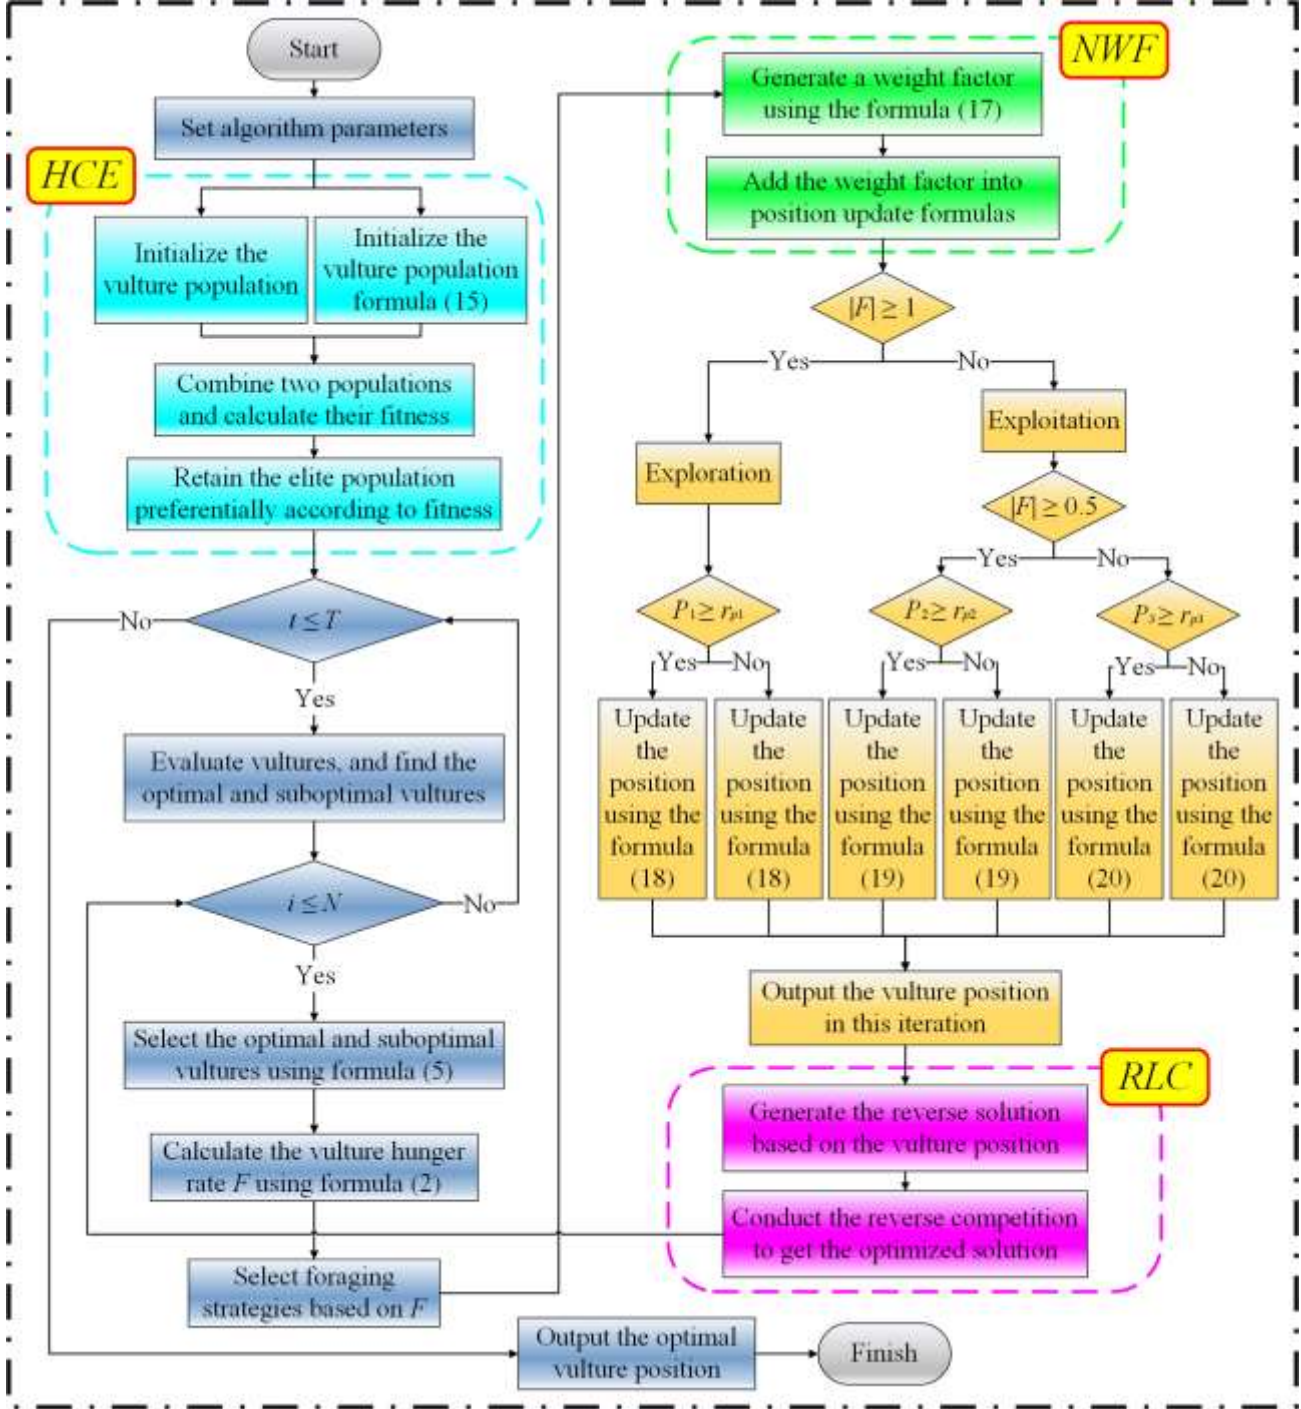 Start
Set algorithm parameters
HCE
Initialize the
vulture population
Initialize the
vulture population
formula (15)
Combine two populations
and calculate their fitness
Retain the elite population
preferentially according to fitness
t ≤ T
No
Yes
Evaluate vultures, and find the
optimal and suboptimal vultures
i ≤ N
No
Yes
Select the optimal and suboptimal
vultures using formula (5)
Calculate the vulture hunger
rate F using formula (2)
Select foraging
strategies based on F
NWF
Generate a weight factor
using the formula (17)
Add the weight factor into
position update formulas
|F| ≥ 1
Yes
No
Exploration
Exploitation
|F| ≥ 0.5
Yes
No
P1 ≥ rp1
P2 ≥ rp2
P3 ≥ rp3
Yes
No
Yes
No
Yes
No
Update
the
position
using the
formula
(18)
Update
the
position
using the
formula
(18)
Update
the
position
using the
formula
(19)
Update
the
position
using the
formula
(19)
Update
the
position
using the
formula
(20)
Update
the
position
using the
formula
(20)
Output the vulture position
in this iteration
RLC
Generate the reverse solution
based on the vulture position
Conduct the reverse competition
to get the optimized solution
Output the optimal
vulture position
Finish